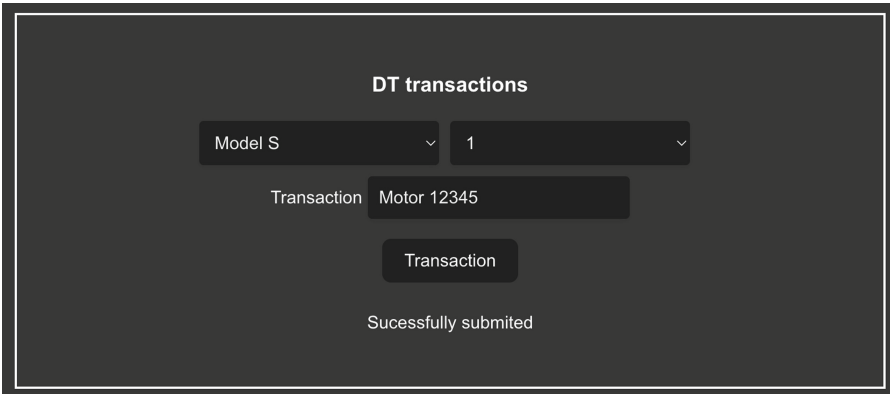 DT transactions
Model S 1
Transaction Motor 12345
Transaction
Sucessfully submited